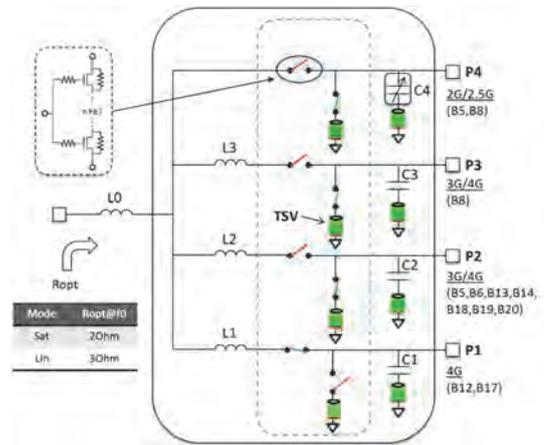 C4
P4
2G/2.5G
(B5,B8)
L3
P3
C3
3G/4G
(B8)
TSV
L0
L2
P2
C2
3G/4G
(B5,B6,B13,B14,
B18,B19,B20)
Ropt
Mode Ropt@f0
Sat 2Ohm
Lin 3Ohm
L1
P1
C1
4G
(B12,B17)